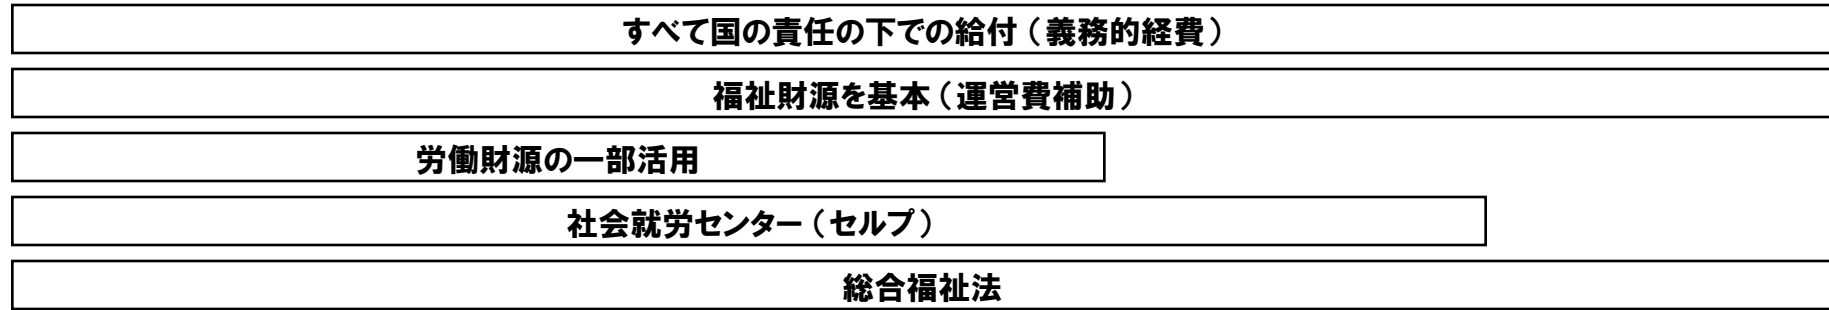 すべて国の責任の下での給付（義務的経費）
福祉財源を基本（運営費補助）
労働財源の一部活用
社会就労センター（セルプ）
総合福祉法